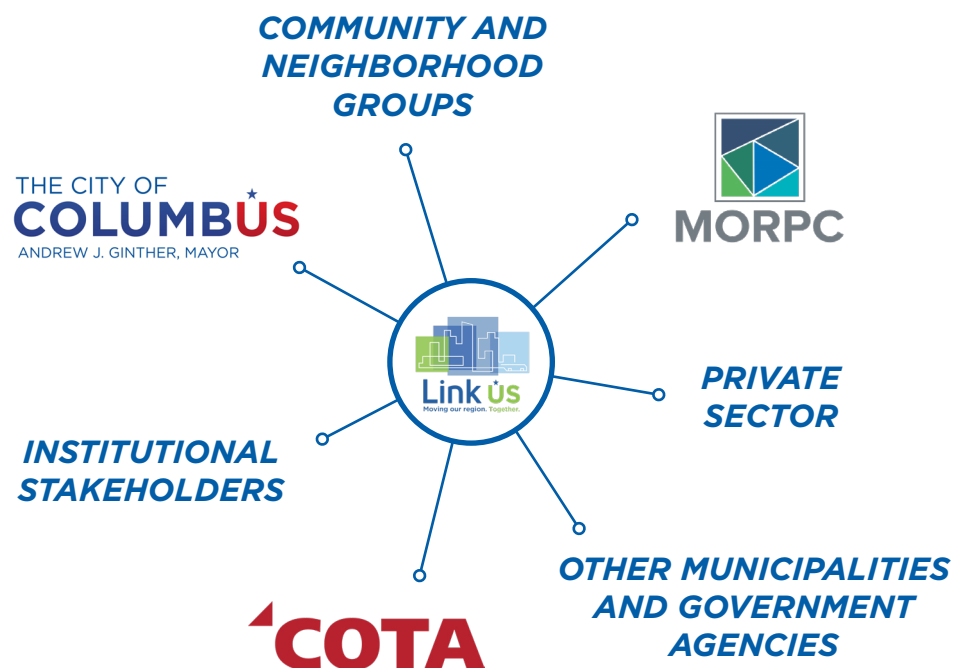 COMMUNITY AND
NEIGHBORHOOD
GROUPS
THE CITY OF
COLUMBUS
ANDREW J. GINTHER, MAYOR
MORPC
Link us
Moving our region. Together.
PRIVATE
SECTOR
INSTITUTIONAL
STAKEHOLDERS
OTHER MUNICIPALITIES
AND GOVERNMENT
AGENCIES
COTA